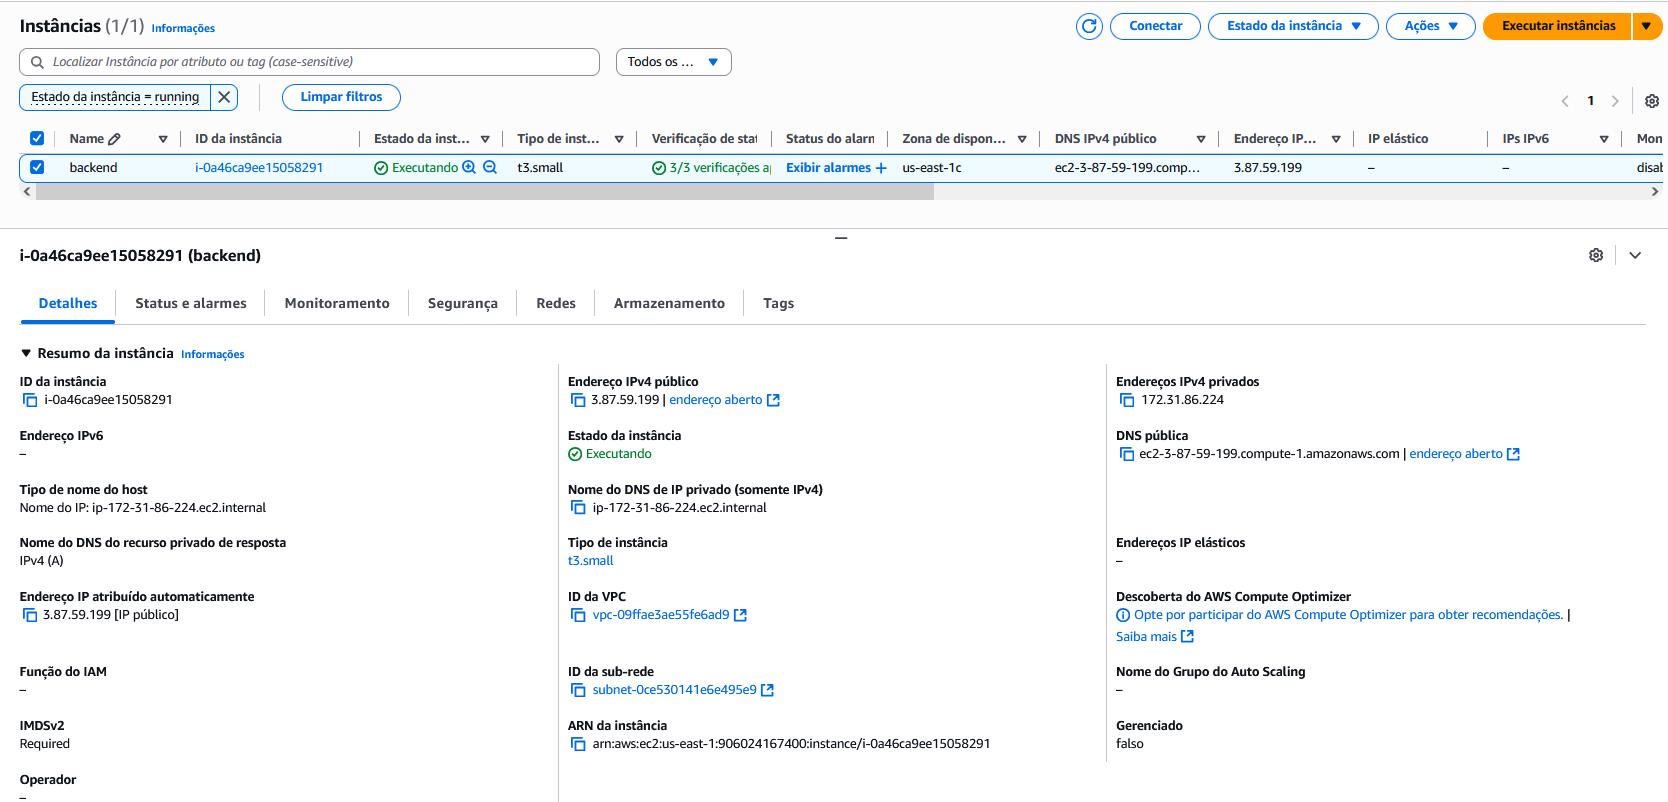 Instâncias (1/1) Informações
Conectar Estado da instância Ações Executar instâncias
Localizar Instância por atributo ou tag (case-sensitive) Todos os ...
Estado da instância = running Limpar filtros
1
Name ID da instância Estado da inst... Tipo de inst... Verificação de stat Status do alarn Zona de dispon... DNS IPv4 público Endereço IP... IP elástico IPs IPv6 Mon
backend i-0a46ca9ee15058291 Executando t3.small 3/3 verificações ap Exibir alarmes + us-east-1c ec2-3-87-59-199.comp... 3.87.59.199 – – disab
i-0a46ca9ee15058291 (backend)
Detalhes Status e alarmes Monitoramento Segurança Redes Armazenamento Tags
Resumo da instância Informações
ID da instância
i-0a46ca9ee15058291
Endereço IPv4 público
3.87.59.199 | endereço aberto
Endereços IPv4 privados
172.31.86.224
Endereço IPv6
–
Estado da instância
Executando
DNS pública
ec2-3-87-59-199.compute-1.amazonaws.com | endereço aberto
Tipo de nome do host
Nome do IP: ip-172-31-86-224.ec2.internal
Nome do DNS de IP privado (somente IPv4)
ip-172-31-86-224.ec2.internal
Nome do DNS do recurso privado de resposta
IPv4 (A)
Tipo de instância
t3.small
Endereços IP elásticos
–
Endereço IP atribuído automaticamente
3.87.59.199 [IP público]
ID da VPC
vpc-09ffae3ae55fe6ad9
Descoberta do AWS Compute Optimizer
Opte por participar do AWS Compute Optimizer para obter recomendações. |
Saiba mais
Função do IAM
–
ID da sub-rede
subnet-0ce530141e6e495e9
Nome do Grupo do Auto Scaling
–
IMDSv2
Required
ARN da instância
arn:aws:ec2:us-east-1:906024167400:instance/i-0a46ca9ee15058291
Gerenciado
falso
Operador
–